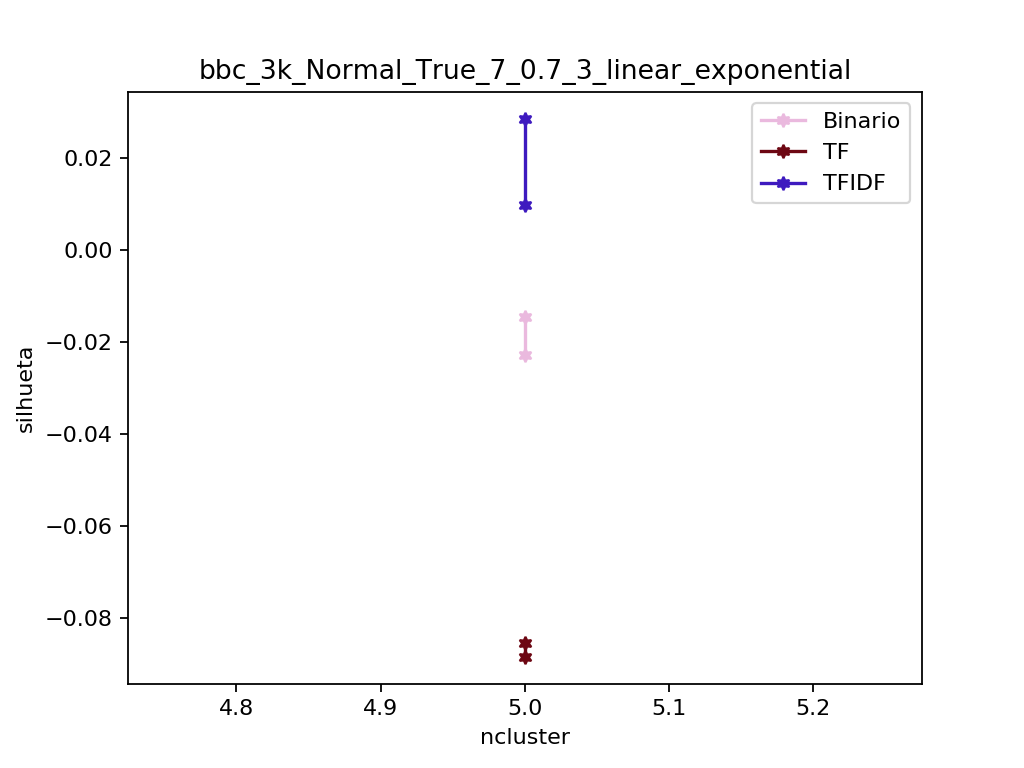 bbc_3k_Normal_True_7_0.7_3_linear_exponential
Binario
TF
TFIDF
0.02
0.00
−0.02
−0.04
−0.06
−0.08
silhueta
4.8
4.9
5.0
5.1
5.2
ncluster